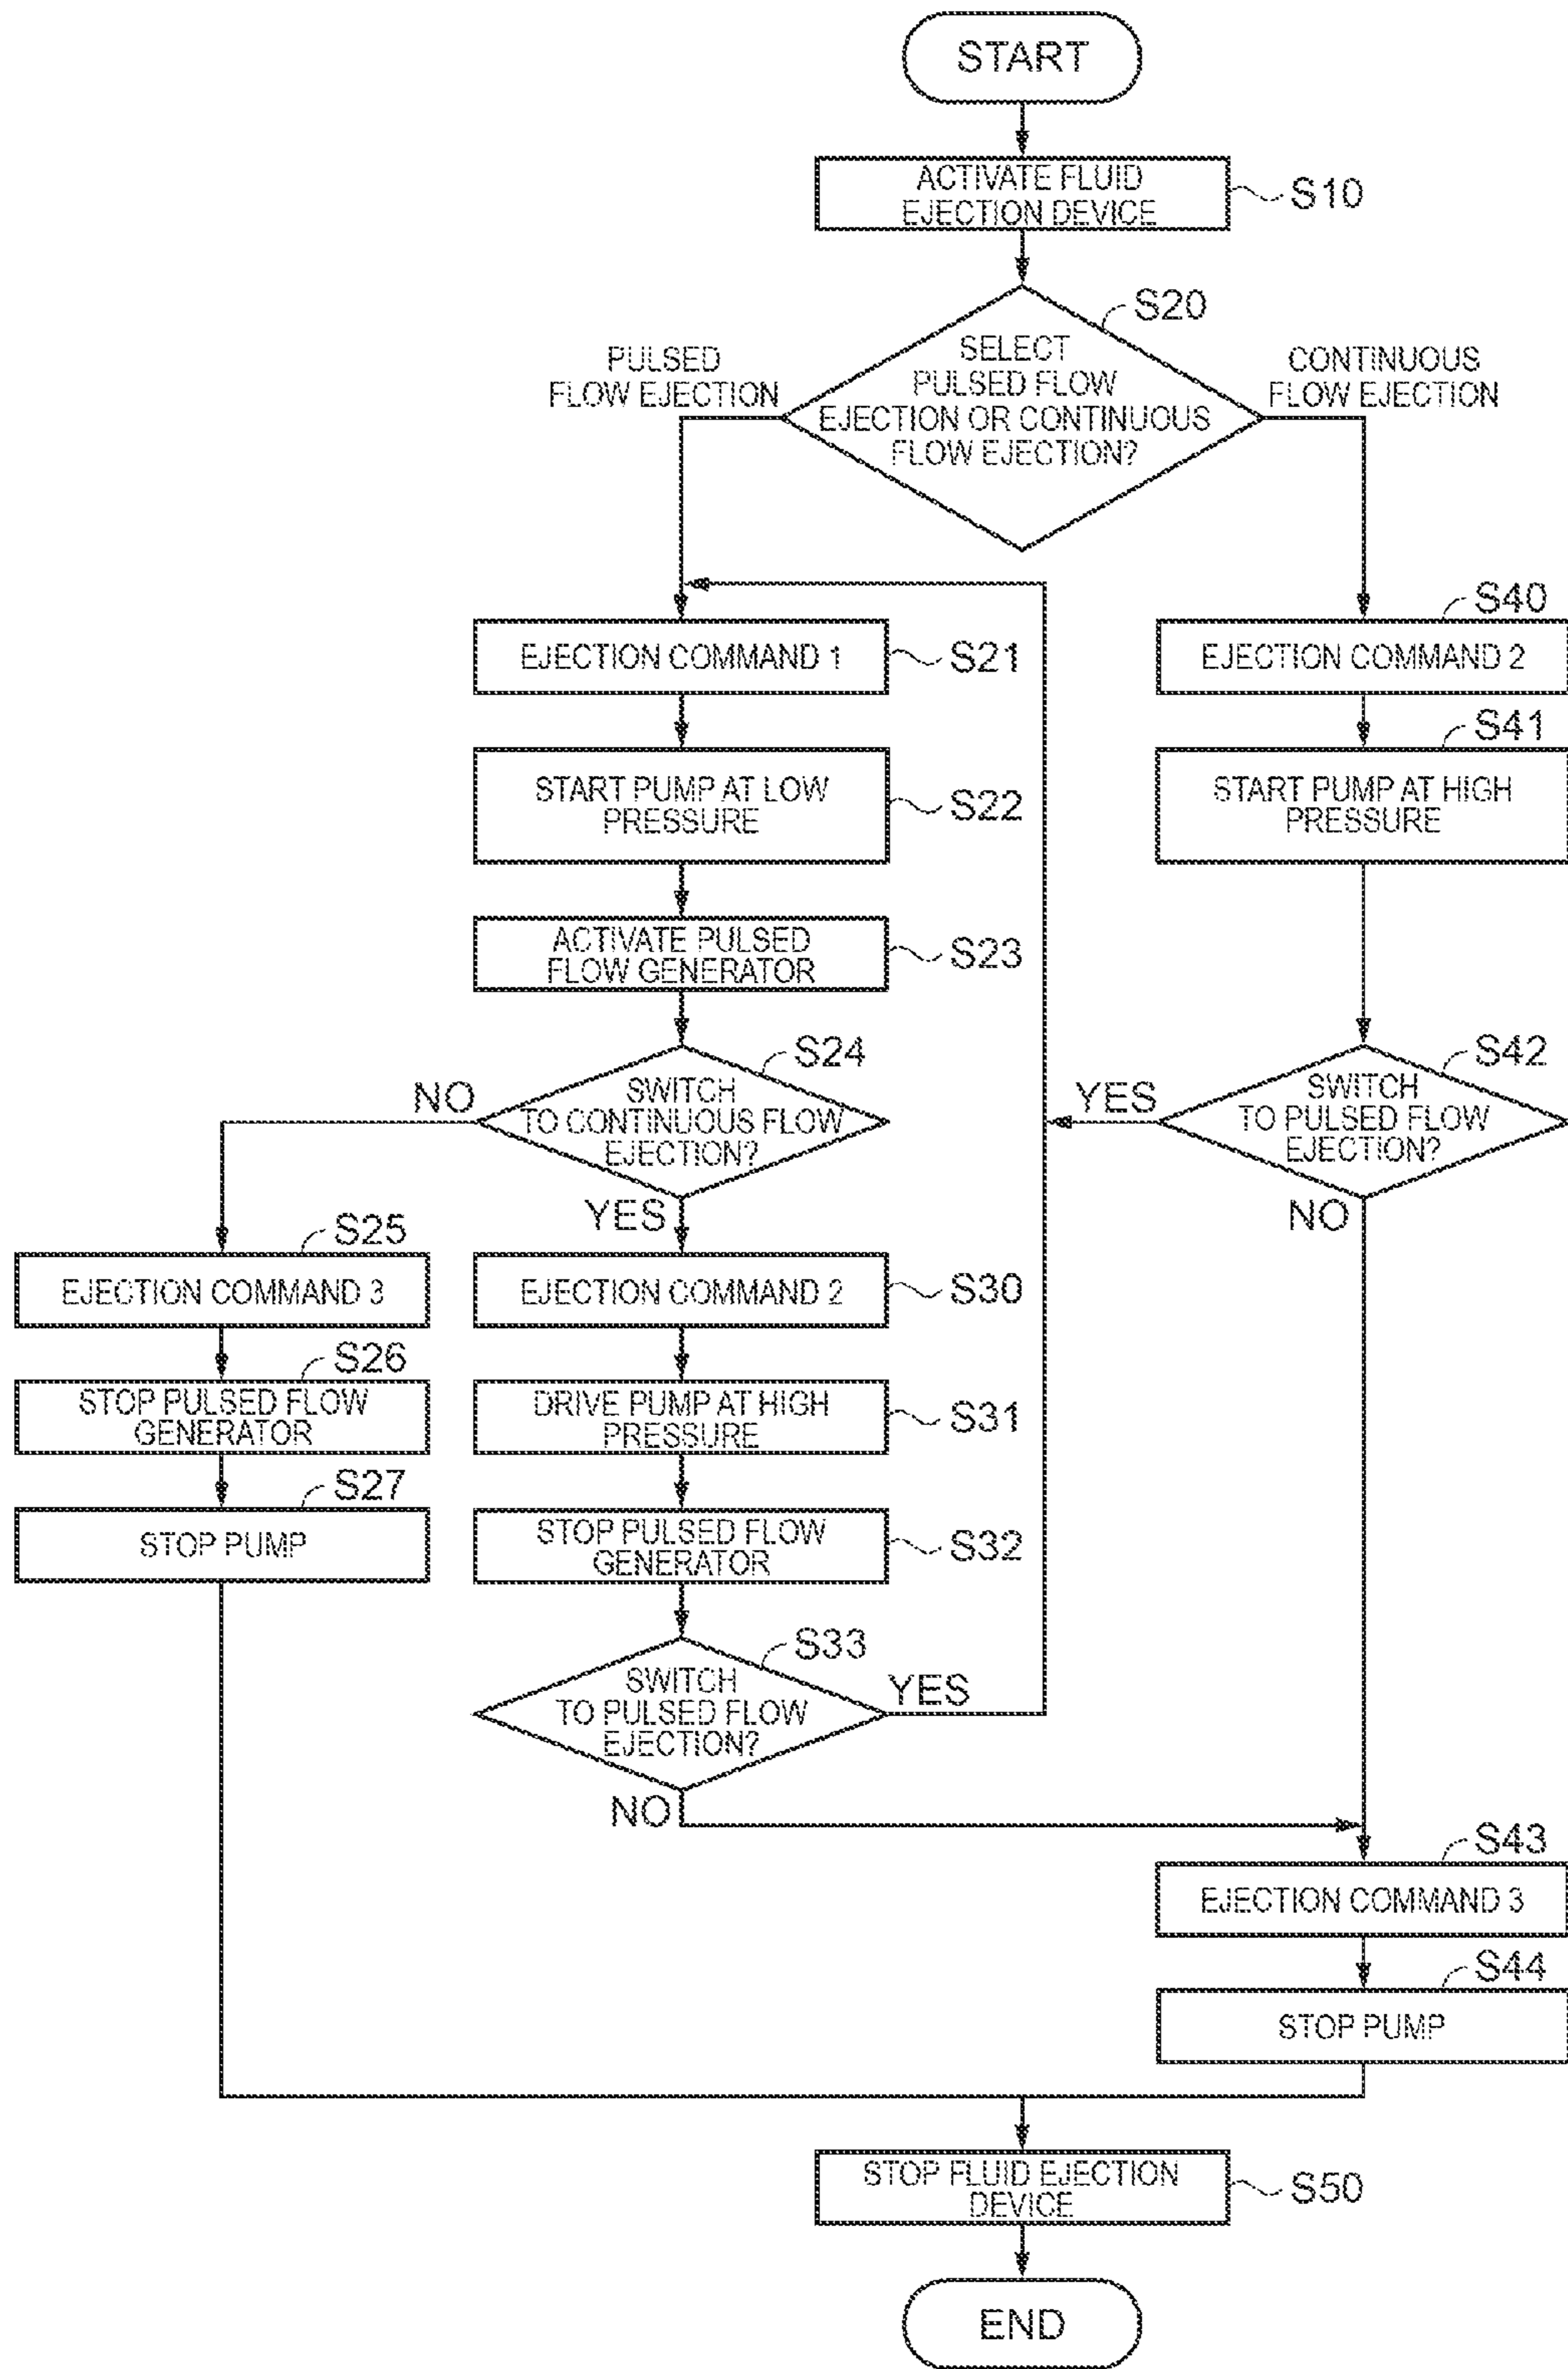 START
ACTIVATE FLUID
EJECTION DEVICE
S10
S20
SELECT
PULSED FLOW
EJECTION OR CONTINUOUS
FLOW EJECTION?
PULSED
FLOW EJECTION
CONTINUOUS
FLOW EJECTION
EJECTION COMMAND 1
S21
START PUMP AT LOW
PRESSURE
S22
ACTIVATE PULSED
FLOW GENERATOR
S23
S24
SWITCH
TO CONTINUOUS FLOW
EJECTION?
NO
YES
S25
EJECTION COMMAND 3
S26
STOP PULSED FLOW
GENERATOR
S27
STOP PUMP
EJECTION COMMAND 2
S30
DRIVE PUMP AT HIGH
PRESSURE
S31
STOP PULSED FLOW
GENERATOR
S32
S33
SWITCH
TO PULSED FLOW
EJECTION?
YES
NO
S40
EJECTION COMMAND 2
S41
START PUMP AT HIGH
PRESSURE
S42
SWITCH
TO PULSED FLOW
EJECTION?
YES
NO
S43
EJECTION COMMAND 3
S44
STOP PUMP
STOP FLUID EJECTION
DEVICE
S50
END